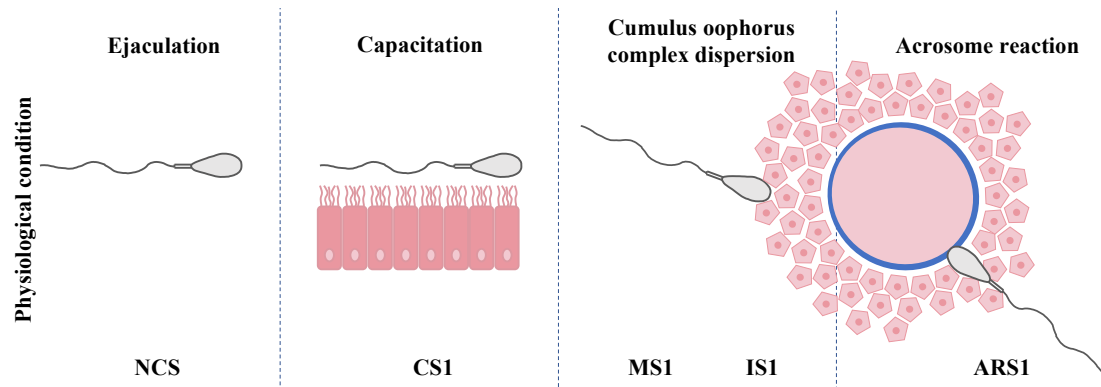 Ejaculation
Capacitation
Cumulus oophorus
complex dispersion
Acrosome reaction
Physiological condition
NCS
CS1
MS1
IS1
ARS1